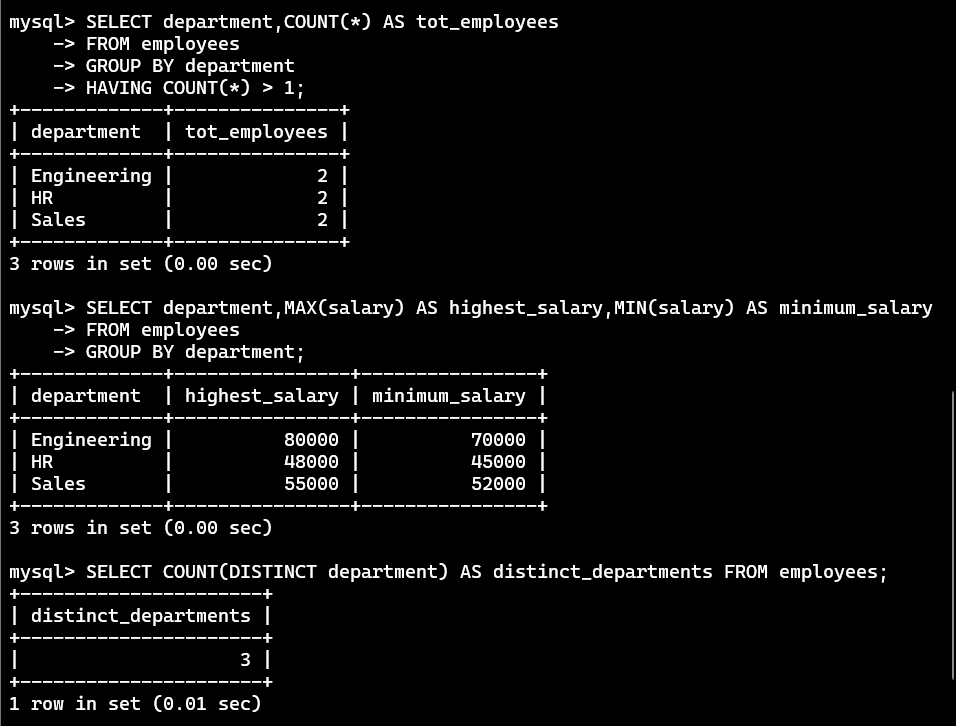 mysql> SELECT department,COUNT(*) AS tot_employees
    -> FROM employees
    -> GROUP BY department
    -> HAVING COUNT(*) > 1;
+-------------+---------------+
| department  | tot_employees |
+-------------+---------------+
| Engineering |             2 |
| HR          |             2 |
| Sales       |             2 |
+-------------+---------------+
3 rows in set (0.00 sec)

mysql> SELECT department,MAX(salary) AS highest_salary,MIN(salary) AS minimum_salary
    -> FROM employees
    -> GROUP BY department;
+-------------+----------------+----------------+
| department  | highest_salary | minimum_salary |
+-------------+----------------+----------------+
| Engineering |          80000 |          70000 |
| HR          |          48000 |          45000 |
| Sales       |          55000 |          52000 |
+-------------+----------------+----------------+
3 rows in set (0.00 sec)

mysql> SELECT COUNT(DISTINCT department) AS distinct_departments FROM employees;
+----------------------+
| distinct_departments |
+----------------------+
|                    3 |
+----------------------+
1 row in set (0.01 sec)